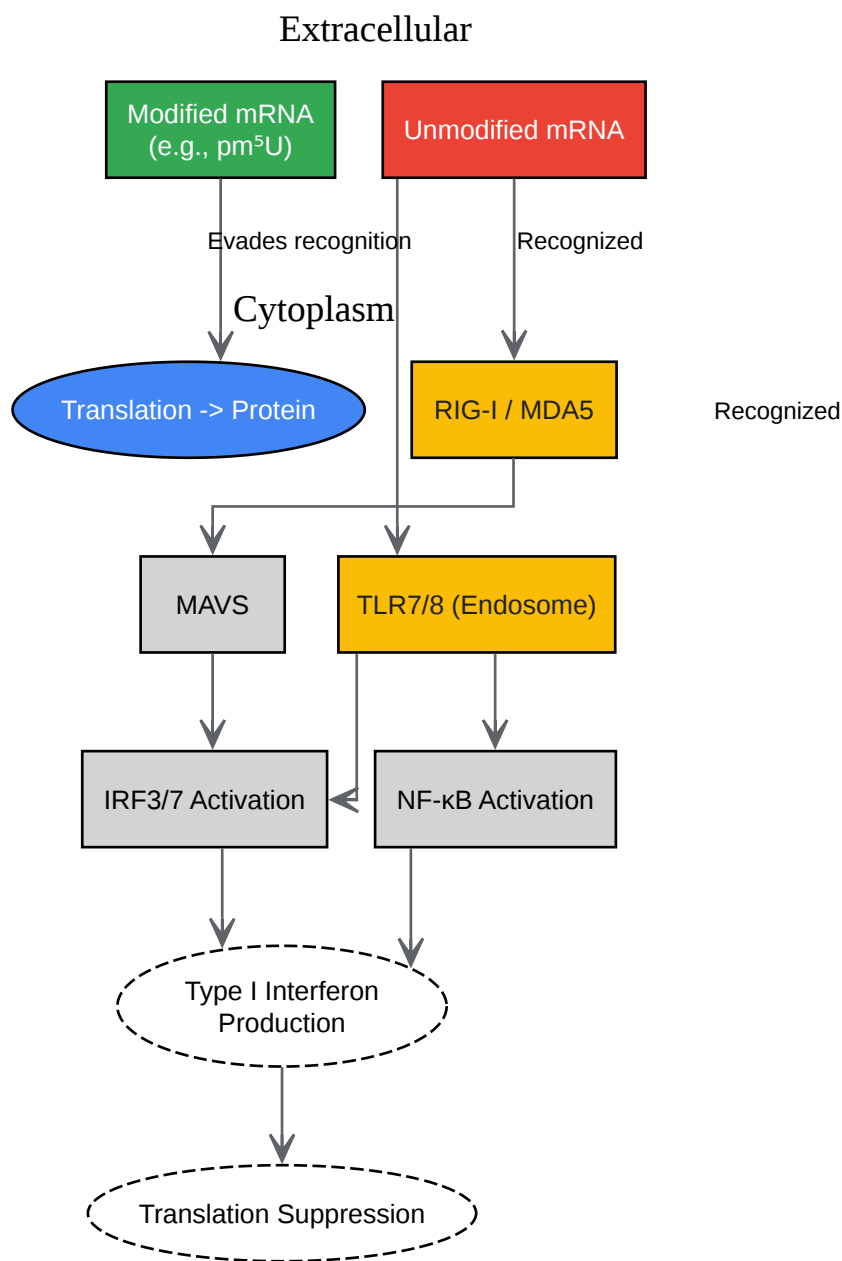 Extracellular
Modified mRNA
(e.g., pm⁵U)
Unmodified mRNA
Evades recognition
Recognized
Cytoplasm
Translation -> Protein
RIG-I / MDA5
Recognized
MAVS
TLR7/8 (Endosome)
IRF3/7 Activation
NF-κB Activation
Type I Interferon
Production
Translation Suppression